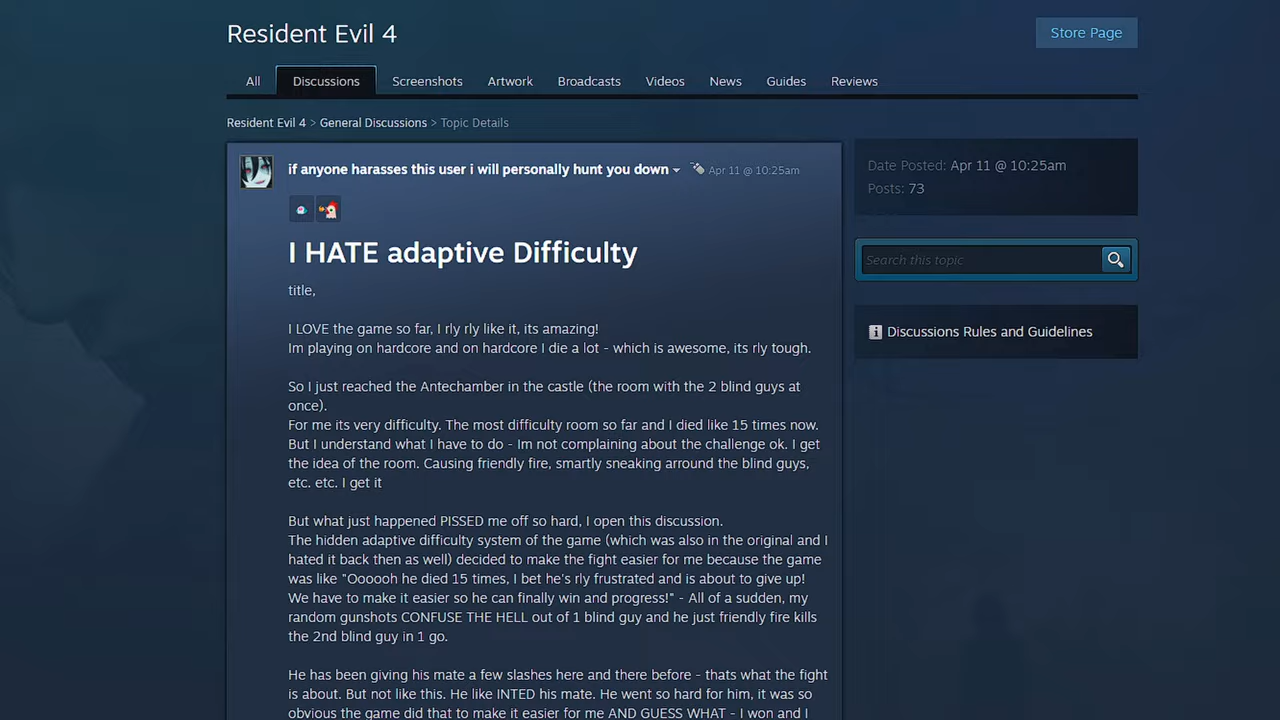 Resident Evil 4
Store Page
All Discussions Screenshots Artwork Broadcasts Videos News Guides Reviews
Resident Evil 4 > General Discussions > Topic Details
if anyone harasses this user i will personally hunt you down Apr 11 @ 10:25am
I HATE adaptive Difficulty
title,
I LOVE the game so far, I rly rly like it, its amazing!
Im playing on hardcore and on hardcore I die a lot - which is awesome, its rly tough.
So I just reached the Antechamber in the castle (the room with the 2 blind guys at
once).
For me its very difficulty. The most difficulty room so far and I died like 15 times now.
But I understand what I have to do - Im not complaining about the challenge ok. I get
the idea of the room. Causing friendly fire, smartly sneaking arround the blind guys,
etc. etc. I get it
But what just happened PISSED me off so hard, I open this discussion.
The hidden adaptive difficulty system of the game (which was also in the original and I
hated it back then as well) decided to make the fight easier for me because the game
was like "Oooooh he died 15 times, I bet he's rly frustrated and is about to give up!
We have to make it easier so he can finally win and progress!" - All of a sudden, my
random gunshots CONFUSE THE HELL out of 1 blind guy and he just friendly fire kills
the 2nd blind guy in 1 go.
He has been giving his mate a few slashes here and there before - thats what the fight
is about. But not like this. He like INTED his mate. He went so hard for him, it was so
obvious the game did that to make it easier for me AND GUESS WHAT - I won and I
Date Posted: Apr 11 @ 10:25am
Posts: 73
Search this topic
Discussions Rules and Guidelines